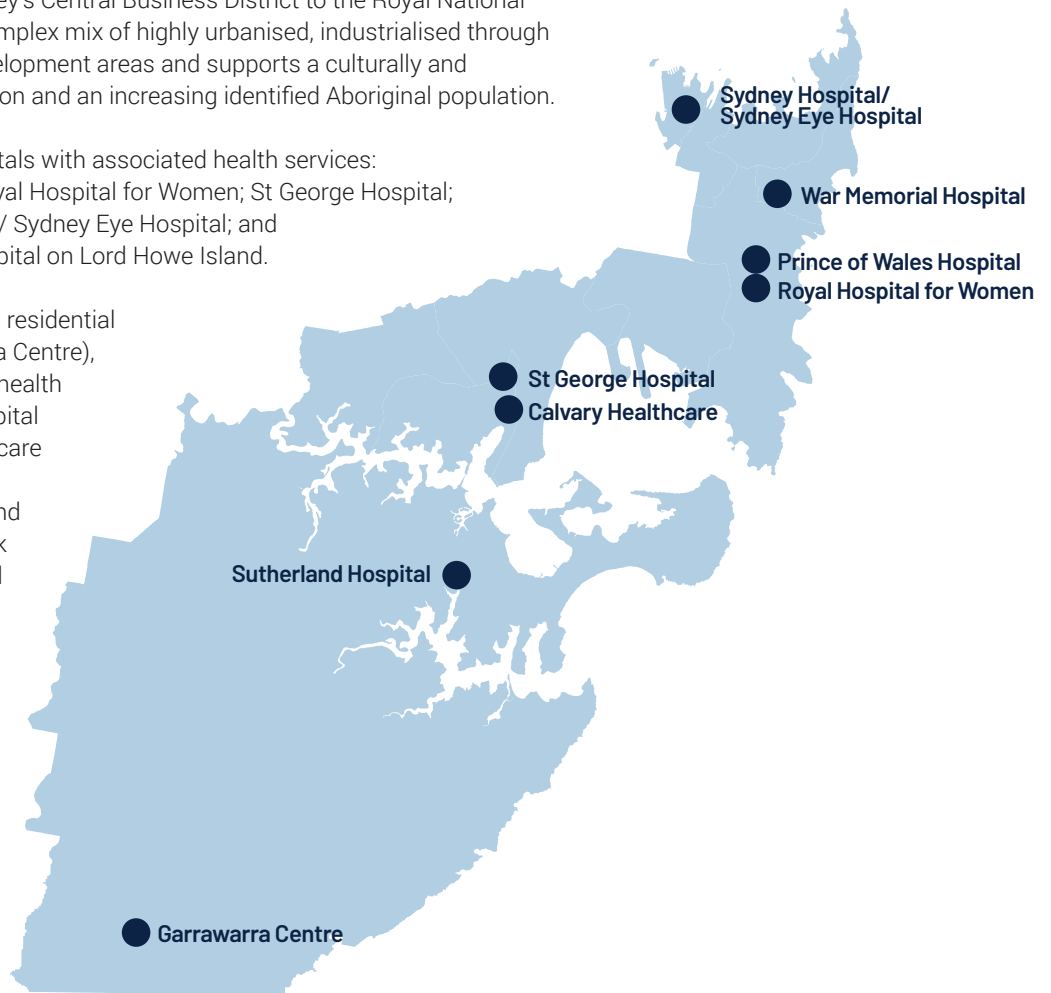 ey's Central Business District to the Royal National
mplex mix of highly urbanised, industrialised through
elopment areas and supports a culturally and
ion and an increasing identified Aboriginal population.
tals with associated health services:
yal Hospital for Women; St George Hospital;
/ Sydney Eye Hospital; and
pital on Lord Howe Island.
residential
a Centre),
health
pital
care
nd
k
Sydney Hospital/
Sydney Eye Hospital
War Memorial Hospital
Prince of Wales Hospital
Royal Hospital for Women
St George Hospital
Calvary Healthcare
Sutherland Hospital
Garrawarra Centre